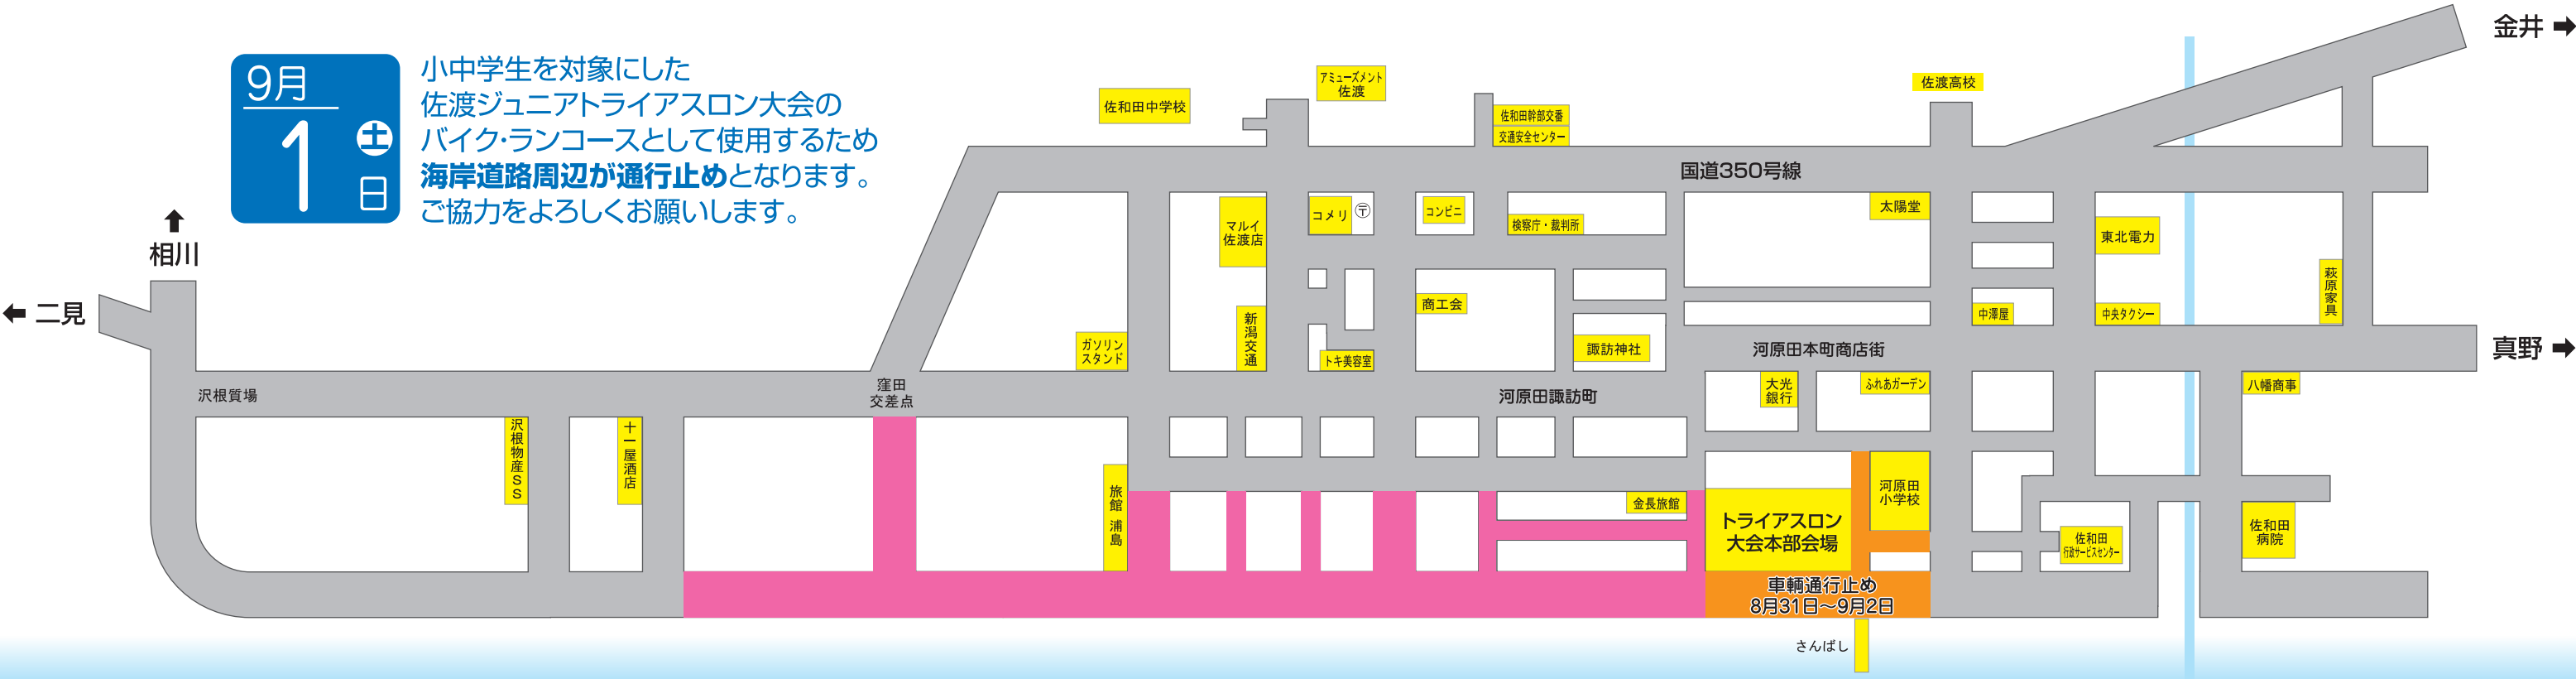 9月
1
土
日
小中学生を対象にした
佐渡ジュニアトライアスロン大会の
バイク・ランコースとして使用するため
海岸道路周辺が通行止めとなります。
ご協力をよろしくお願いします。
金井 ➡
⬆
相川
⬅ 二見
真野 ➡
佐和田中学校
アミューズメント
佐渡
佐和田幹部交番
交通安全センター
佐渡高校
国道350号線
マルイ
佐渡店
コメリ
〶
コンビニ
検察庁・裁判所
太陽堂
東北電力
萩原家具
商工会
中澤屋
中央タクシー
新潟交通
ガソリン
スタンド
トキ美容室
諏訪神社
河原田本町商店街
沢根質場
窪田
交差点
河原田諏訪町
大光
銀行
ふれあガーデン
八幡商事
沢根物産SS
十一屋酒店
旅館 浦島
金長旅館
河原田
小学校
トライアスロン
大会本部会場
佐和田
行政サービスセンター
佐和田
病院
車輌通行止め
8月31日〜9月2日
さんばし